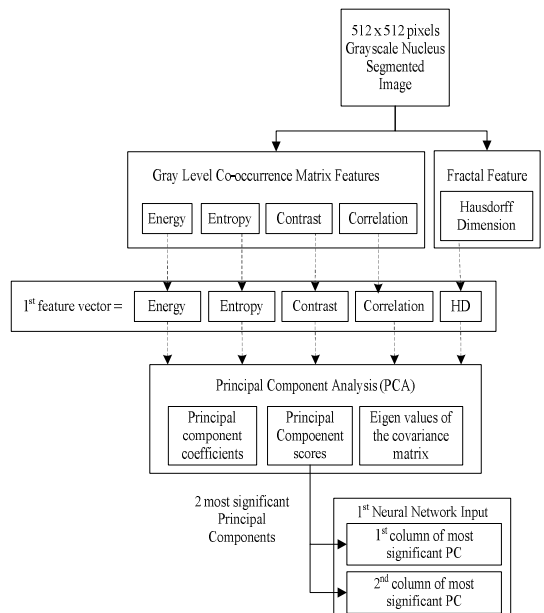 512 x 512 pixels
Grayscale Nucleus
Segmented
Image
Gray Level Co-occurrence Matrix Features
Energy
Entropy
Contrast
Correlation
Fractal Feature
Hausdorff
Dimension
1st feature vector =
Energy
Entropy
Contrast
Correlation
HD
Principal Component Analysis (PCA)
Principal
component
coefficients
Principal
Compoenent
scores
Eigen values of
the covariance
matrix
2 most significant
Principal
Components
1st Neural Network Input
1st column of most
significant PC
2nd column of most
significant PC